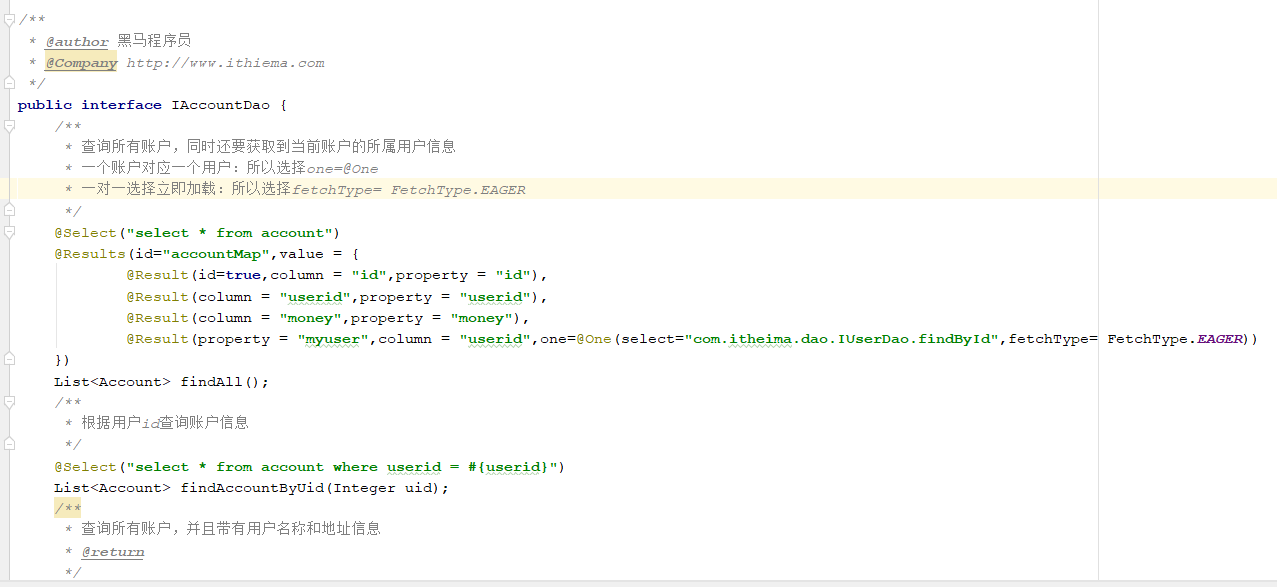 /**
 * @author 黑马程序员
 * @Company http://www.ithiema.com
 */
public interface IAccountDao {
    /**
     * 查询所有账户，同时还要获取到当前账户的所属用户信息
     * 一个账户对应一个用户：所以选择one=@One
     * 一对一选择立即加载：所以选择fetchType= FetchType.EAGER
     */
    @Select("select * from account")
    @Results(id="accountMap",value = {
            @Result(id=true,column = "id",property = "id"),
            @Result(column = "userid",property = "userid"),
            @Result(column = "money",property = "money"),
            @Result(property = "myuser",column = "userid",one=@One(select="com.itheima.dao.IUserDao.findById",fetchType= FetchType.EAGER))
    })
    List<Account> findAll();
    /**
     * 根据用户id查询账户信息
     */
    @Select("select * from account where userid = #{userid}")
    List<Account> findAccountByUid(Integer uid);
    /**
     * 查询所有账户，并且带有用户名称和地址信息
     * @return
     */